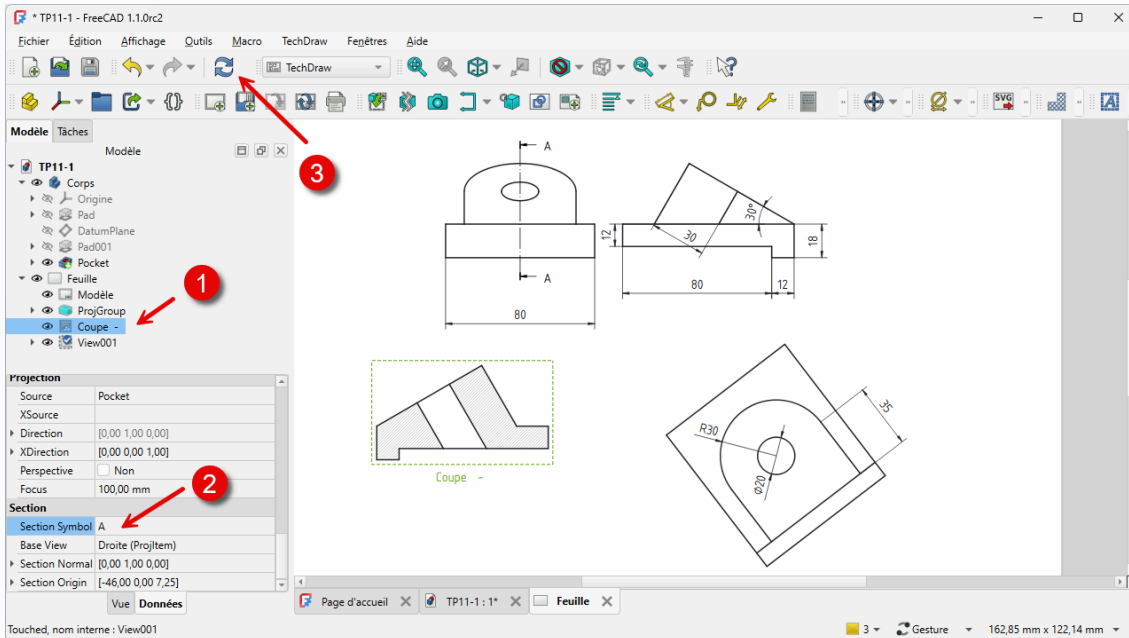 * TP11-1 - FreeCAD 1.1.0rc2
Fichier Édition Affichage Outils Macro TechDraw Fenêtres Aide
TechDraw
3
Modèle Tâches
Modèle
TP11-1
Corps
Origine
Pad
DatumPlane
Pad001
Pocket
Feuille
Modèle
ProjGroup
Coupe -
View001
1
Projection
Source Pocket
XSource
Direction [0,00 1,00 0,00]
XDirection [0,00 0,00 1,00]
Perspective Non
Focus 100,00 mm
2
Section
Section Symbol A
Base View Droite (ProjItem)
Section Normal [0,00 1,00 0,00]
Section Origin [-46,00 0,00 7,25]
Vue Données
A
A
80
12
30
30°
18
80
12
Coupe -
R30
Φ20
35
SVG
A
Page d'accueil TP11-1 : 1* Feuille
Touched, nom interne : View001
3 Gesture 162,85 mm x 122,14 mm